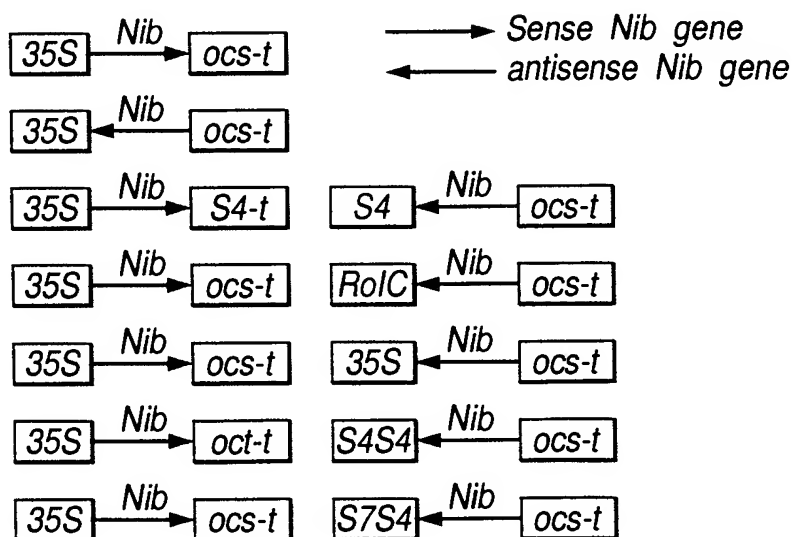 Nib
35S ocs-t
Sense Nib gene
antisense Nib gene
Nib
35S ocs-t
Nib Nib
35S S4-t S4 ocs-t
Nib Nib
35S ocs-t RolC ocs-t
Nib Nib
35S ocs-t 35S ocs-t
Nib Nib
35S oct-t S4S4 ocs-t
Nib Nib
35S ocs-t S7S4 ocs-t